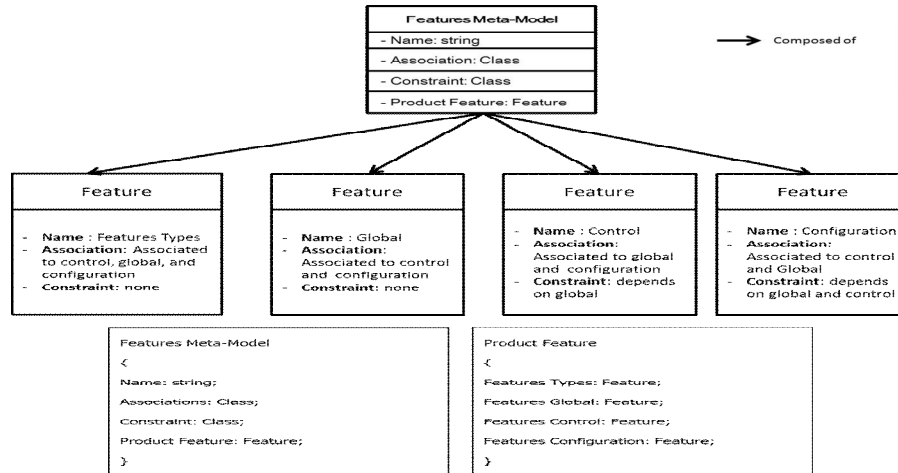 Features Meta-Model
- Name: string
- Association: Class
- Constraint: Class
- Product Feature: Feature
Composed of
Feature
- Name : Features Types
- Association: Associated
to control, global, and
configuration
- Constraint: none
Feature
- Name : Global
- Association:
Associated to control
and configuration
- Constraint: none
Feature
- Name : Control
- Association:
Associated to global
and configuration
- Constraint: depends
on global
Feature
- Name : Configuration
- Association:
Associated to control
and Global
- Constraint: depends
on global and control
Features Meta-Model
{
Name: string;
Associations: Class;
Constraint: Class;
Product Feature: Feature;
}
Product Feature
{
Features Types: Feature;
Features Global: Feature;
Features Control: Feature;
Features Configuration: Feature;
}